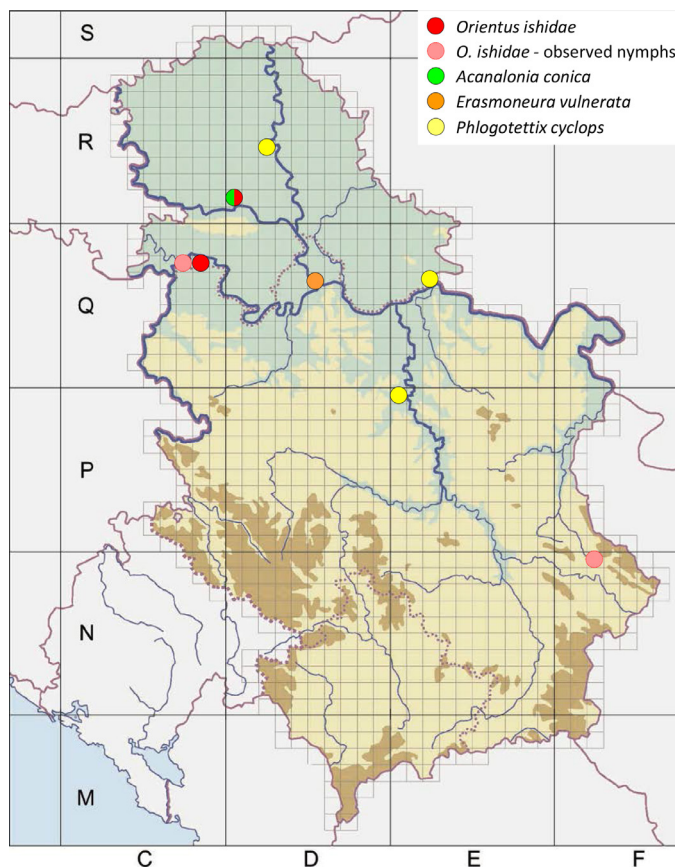 S
Orientus ishidae
O. ishidae - observed nymphs
Acanalonia conica
Erasmoneura vulnerata
Phlogotettix cyclops
R
Q
P
N
M
C D E F